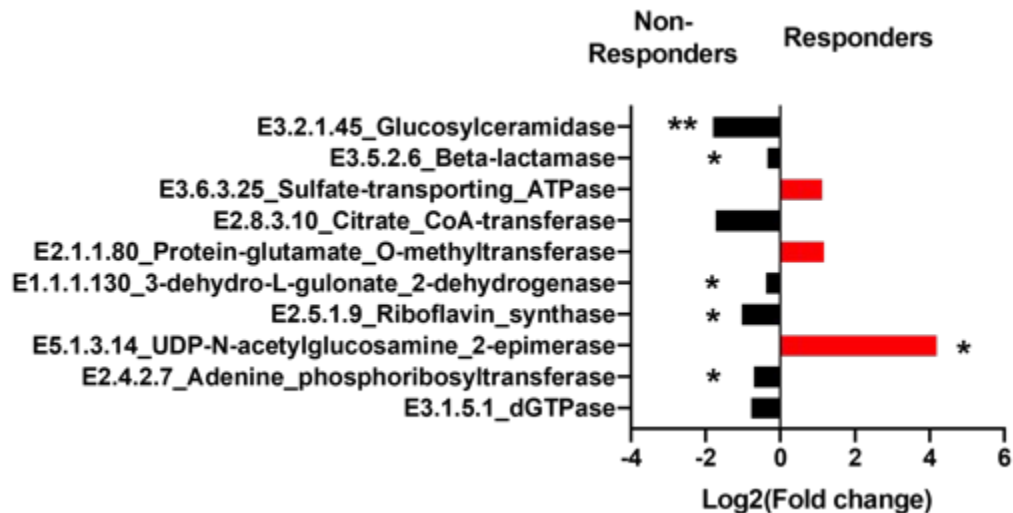 Non-
Responders
Responders
E3.2.1.45_Glucosylceramidase
**
E3.5.2.6_Beta-lactamase
*
E3.6.3.25_Sulfate-transporting_ATPase
E2.8.3.10_Citrate_CoA-transferase
E2.1.1.80_Protein-glutamate_O-methyltransferase
E1.1.1.130_3-dehydro-L-gulonate_2-dehydrogenase
*
E2.5.1.9_Riboflavin_synthase
*
E5.1.3.14_UDP-N-acetylglucosamine_2-epimerase
*
E2.4.2.7_Adenine_phosphoribosyltransferase
*
E3.1.5.1_dGTPase
-4 -2 0 2 4 6
Log2(Fold change)